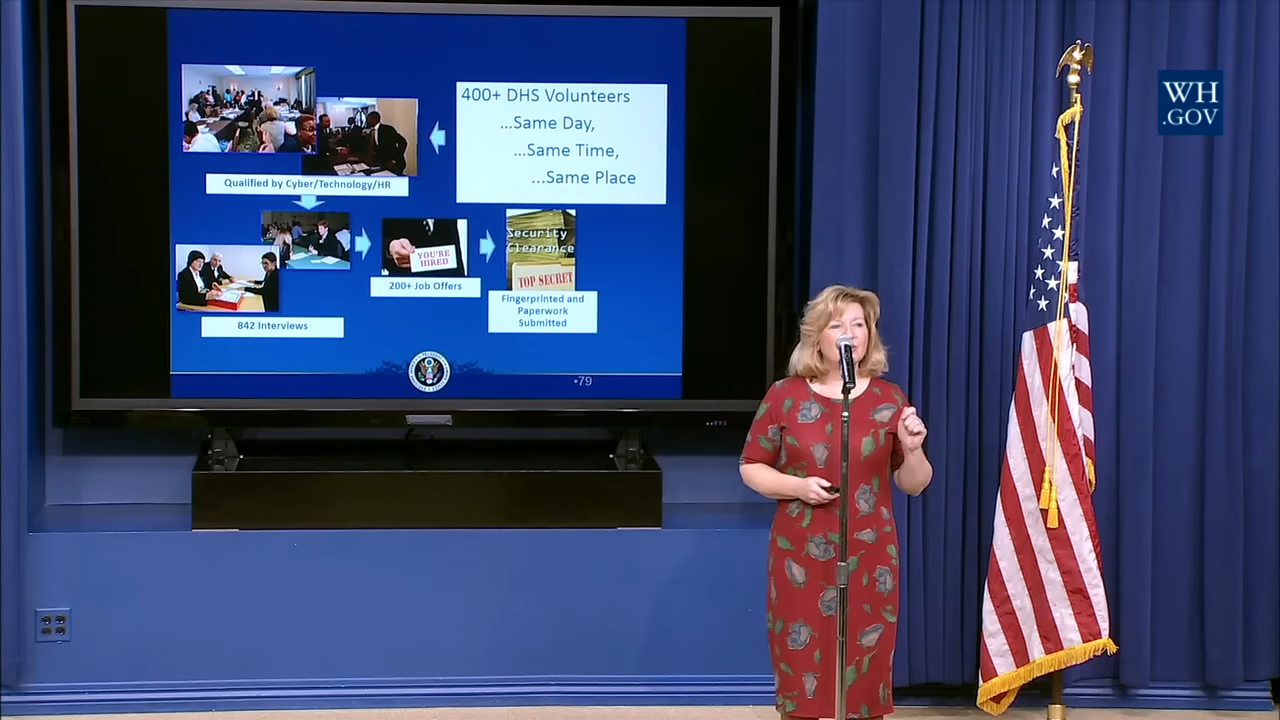 400+ DHS Volunteers
...Same Day,
...Same Time,
...Same Place
Qualified by Cyber/Technology/HR
842 Interviews
YOU'RE
HIRED
200+ Job Offers
Security
Clearance
TOP SECRET
Fingerprinted and
Paperwork
Submitted
•79
WH
.GOV